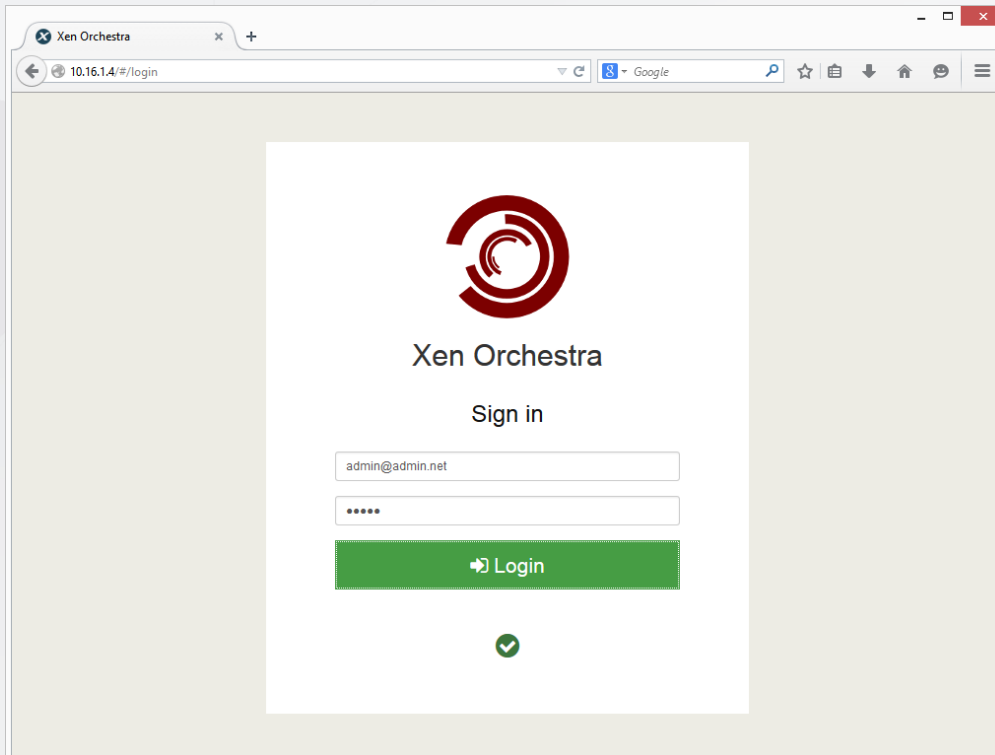 Xen Orchestra
10.16.1.4/#/login
Google
Xen Orchestra
Sign in
admin@admin.net
•••••
Login